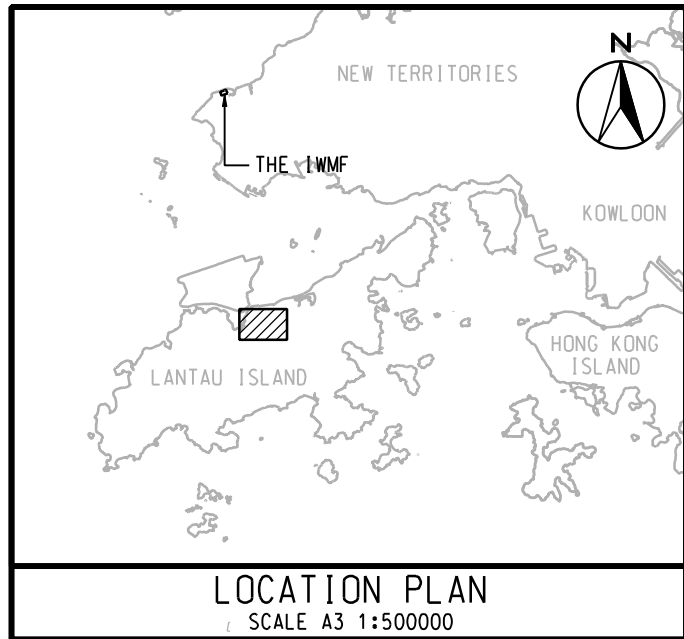 N
NEW TERRITORIES
THE IWMF
KOWLOON
HONG KONG
ISLAND
LANTAU ISLAND
LOCATION PLAN
SCALE A3 1:500000